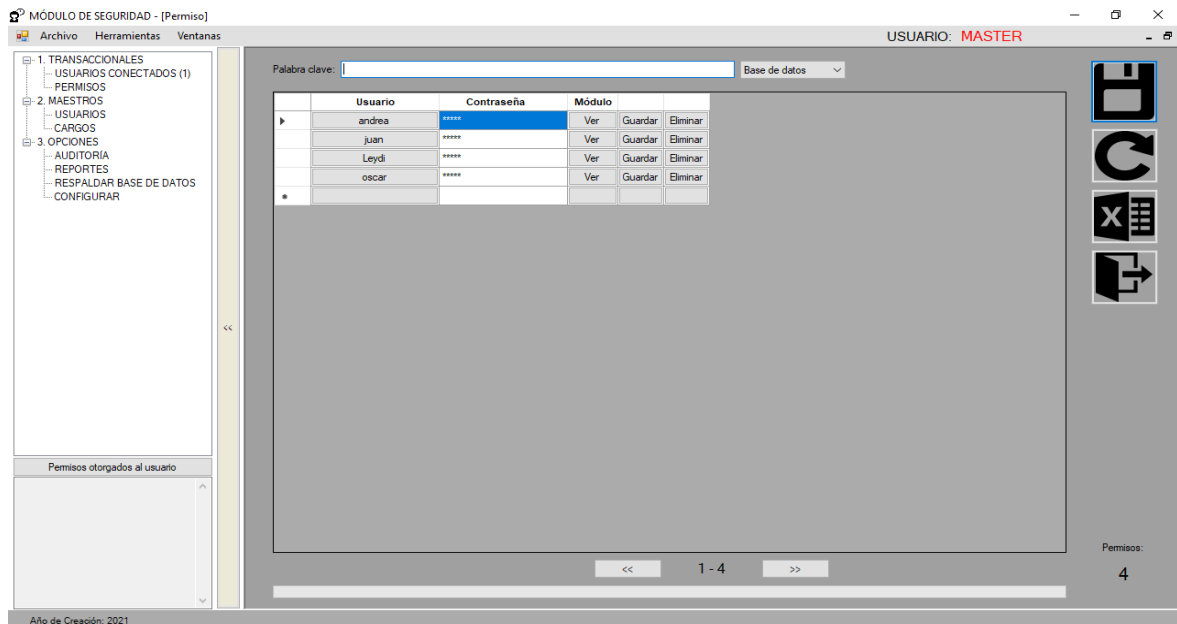 MÓDULO DE SEGURIDAD - [Permiso]
Archivo Herramientas Ventanas
USUARIO: MASTER
1. TRANSACCIONALES
USUARIOS CONECTADOS (1)
PERMISOS
2. MAESTROS
USUARIOS
CARGOS
3. OPCIONES
AUDITORÍA
REPORTES
RESPALDAR BASE DE DATOS
CONFIGURAR
Permisos otorgados al usuario
<<
Palabra clave: Base de datos
Usuario Contraseña Módulo
andrea ***** Ver Guardar Eliminar
juan ***** Ver Guardar Eliminar
Leydi ***** Ver Guardar Eliminar
oscar ***** Ver Guardar Eliminar
<< 1 - 4 >>
X
Permisos:
4
Año de Creación: 2021